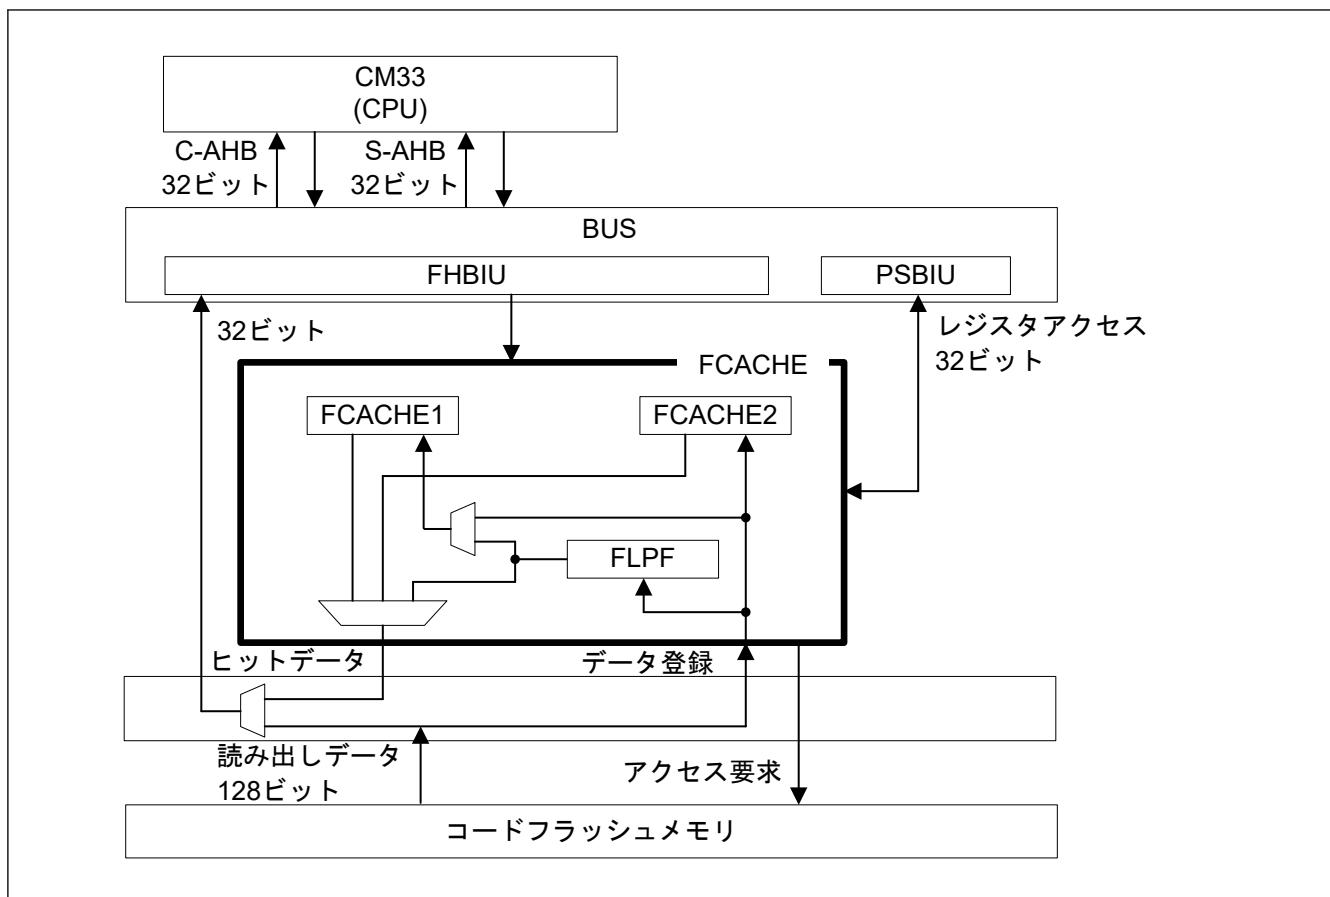 CM33
(CPU)
C-AHB
32ビット
S-AHB
32ビット
BUS
FHBIU
PSBIU
32ビット
レジスタアクセス
32ビット
FCACHE
FCACHE1
FCACHE2
FLPF
ヒットデータ
データ登録
読み出しデータ
128ビット
アクセス要求
コードフラッシュメモリ